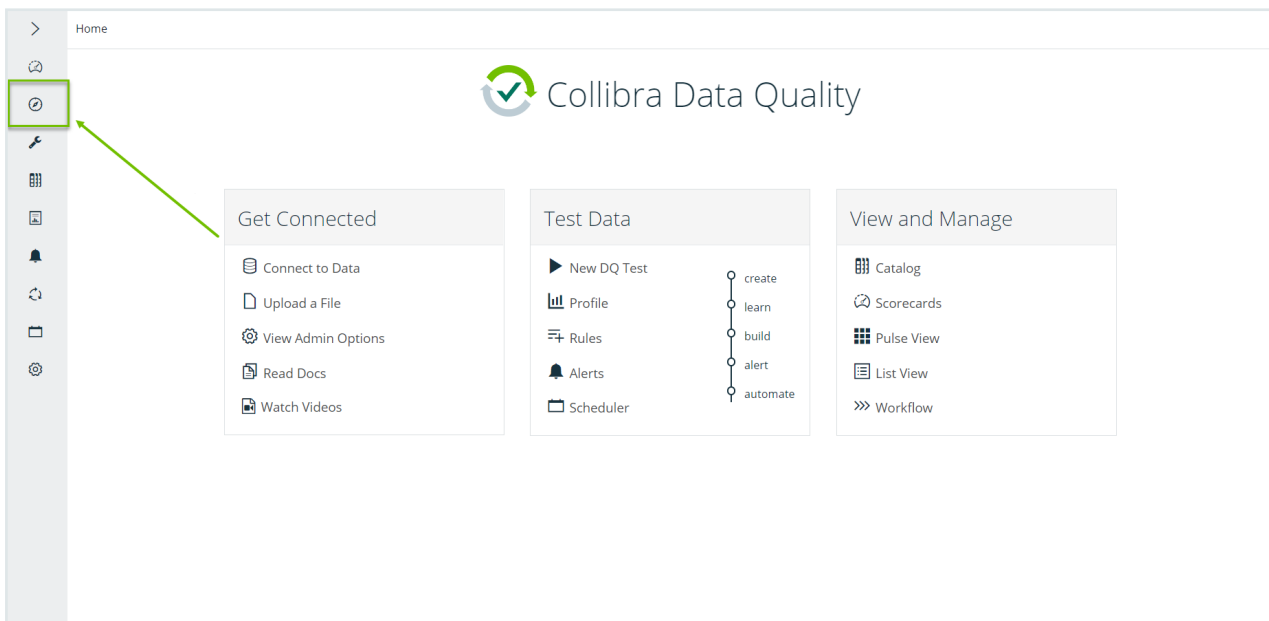 Home
Collibra Data Quality
Get Connected
Connect to Data
Upload a File
View Admin Options
Read Docs
Watch Videos
Test Data
New DQ Test
Profile
Rules
Alerts
Scheduler
create
learn
build
alert
automate
View and Manage
Catalog
Scorecards
Pulse View
List View
Workflow